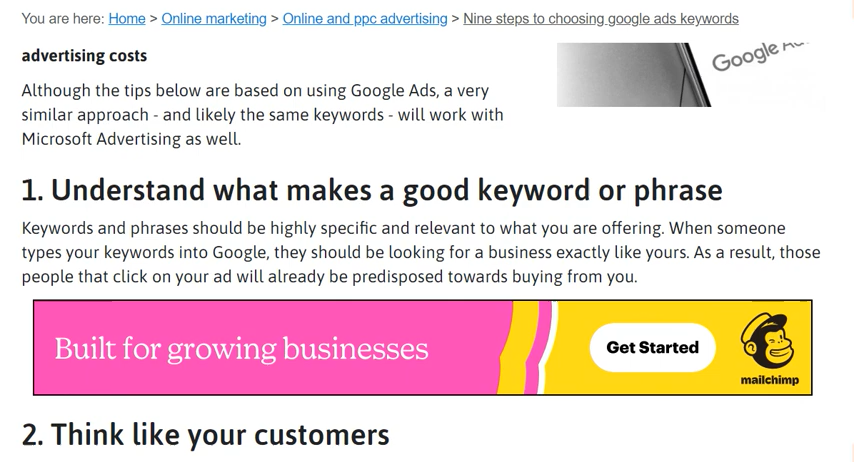 You are here: Home > Online marketing > Online and ppc advertising > Nine steps to choosing google ads keywords
advertising costs
Google
Although the tips below are based on using Google Ads, a very
similar approach - and likely the same keywords - will work with
Microsoft Advertising as well.
1. Understand what makes a good keyword or phrase
Keywords and phrases should be highly specific and relevant to what you are offering. When someone
types your keywords into Google, they should be looking for a business exactly like yours. As a result, those
people that click on your ad will already be predisposed towards buying from you.
Built for growing businesses
Get Started
mailchimp
2. Think like your customers